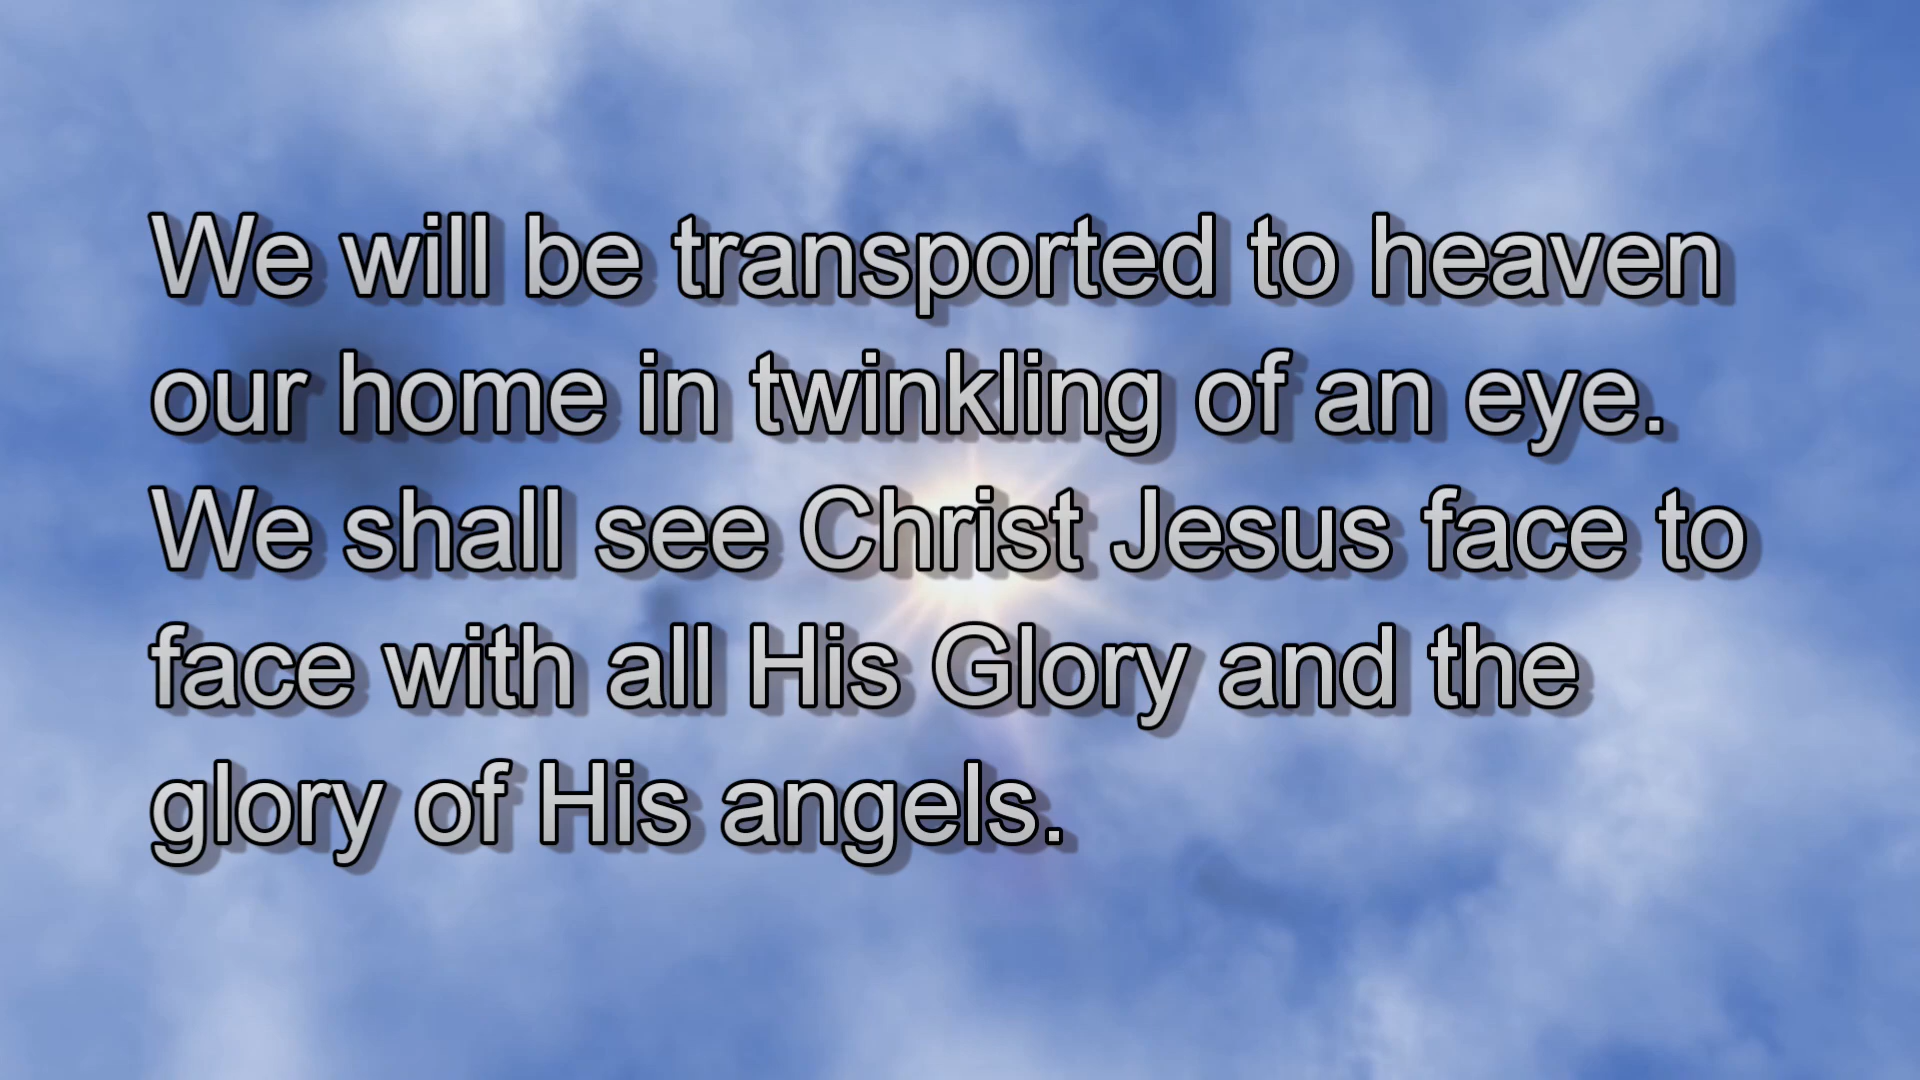 We will be transported to heaven
our home in twinkling of an eye.
We shall see Christ Jesus face to
face with all His Glory and the
glory of His angels.